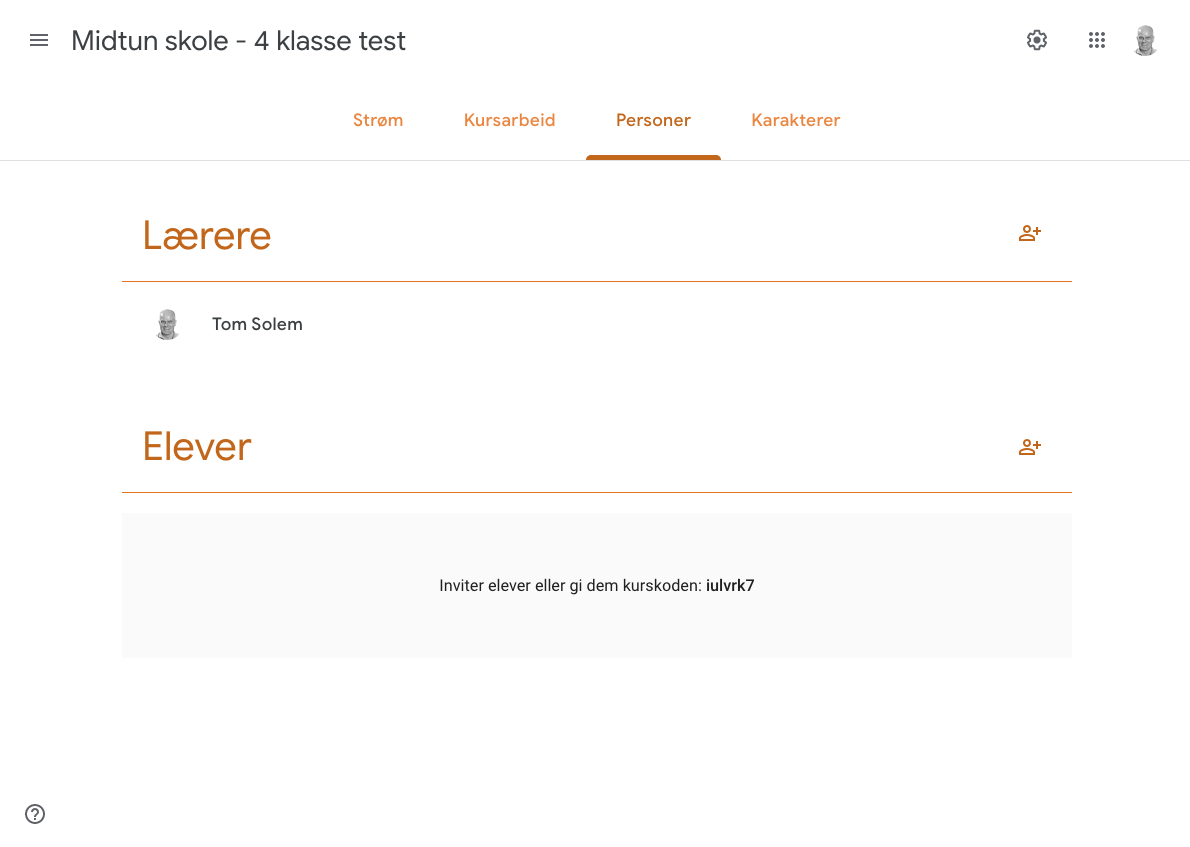 Midtun skole - 4 klasse test
Strøm Kursarbeid Personer Karakterer
Lærere
Tom Solem
Elever
Inviter elever eller gi dem kurskoden: iulvrk7